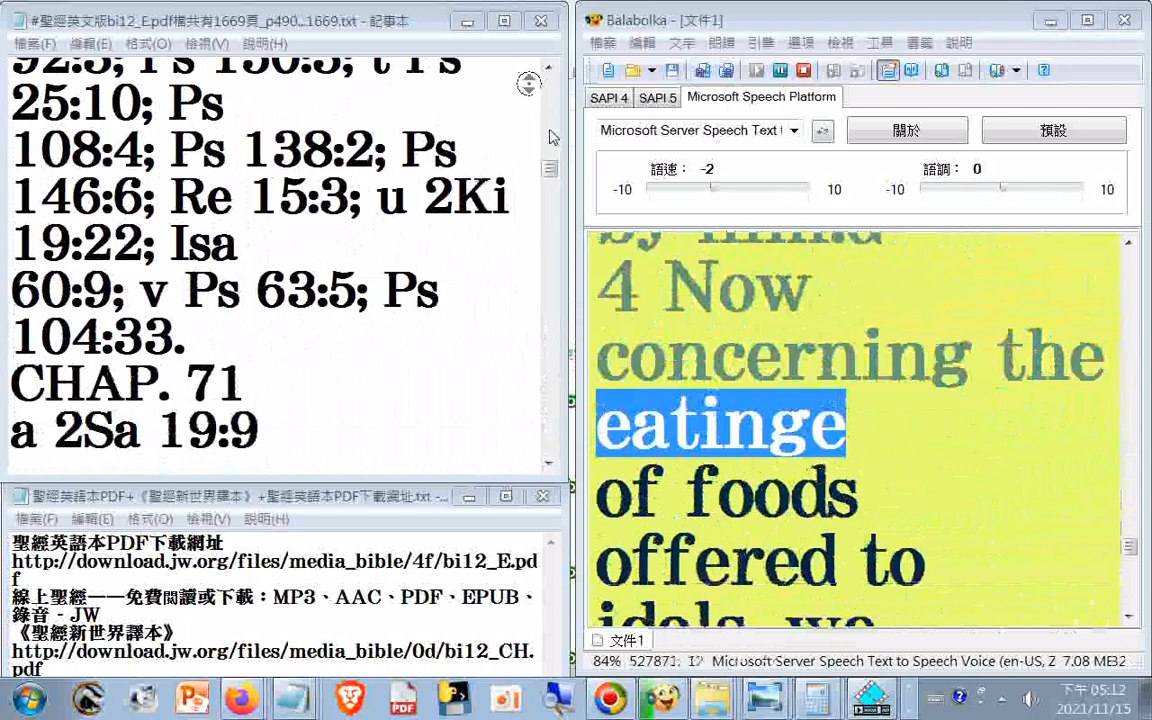 #聖經英文版bi12_E.pdf橫共有1669頁_p490...1669.txt - 記事本
檔案(F) 編輯(E) 格式(O) 檢視(V) 說明(H)
92:5; Ps 150:3; t Ps
25:10; Ps
108:4; Ps 138:2; Ps
146:6; Re 15:3; u 2Ki
19:22; Isa
60:9; v Ps 63:5; Ps
104:33.
CHAP. 71
a 2Sa 19:9
聖經英語本PDF+《聖經新世界譯本》+聖經英語本PDF下載網址.txt -...
檔案(F) 編輯(E) 格式(O) 檢視(V) 說明(H)
聖經英語本PDF下載網址
http://download.jw.org/files/media_bible/4f/bi12_E.pd
f
線上聖經——免費閱讀或下載：MP3、AAC、PDF、EPUB、
錄音 - JW
《聖經新世界譯本》
http://download.jw.org/files/media_bible/0d/bi12_CH.
pdf
Balabolka - [文件1]
檔案 編輯 文字 朗讀 引擎 選項 檢視 工具 書籤 說明
SAPI 4 SAPI 5 Microsoft Speech Platform
Microsoft Server Speech Text t 關於 預設
語速： -2 語調： 0
-10 10 -10 10
4 Now
concerning the
eatinge
of foods
offered to
idols, we
文件1
84% 527871. Microsoft Server Speech Text to Speech Voice (en-US, Z 7.08 MB
下午 05:12
2021/11/15